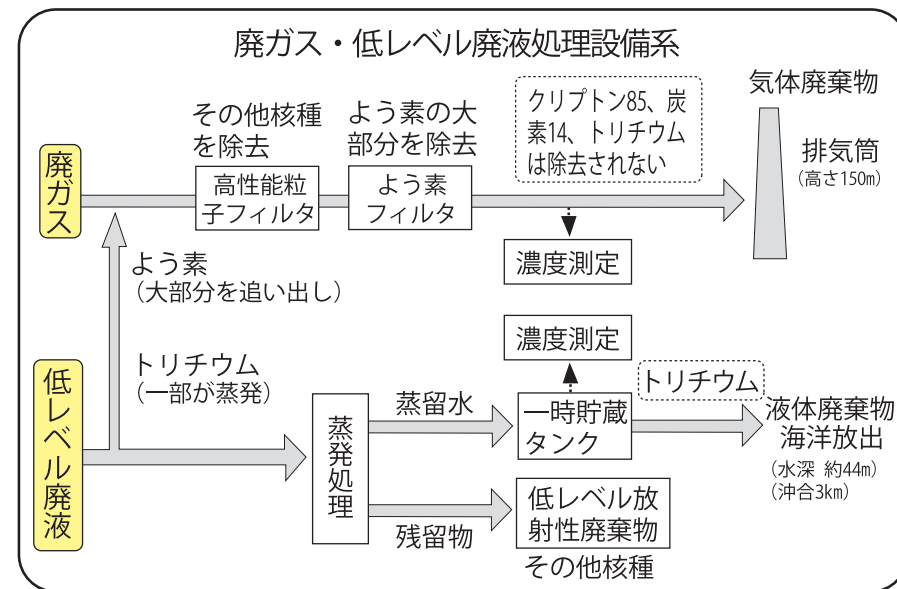 廃ガス・低レベル廃液処理設備系
廃ガス
その他核種
を除去
高性能粒
子フィルタ
よう素の大
部分を除去
よう素
フィルタ
クリプトン85、炭
素14、トリチウム
は除去されない
濃度測定
気体廃棄物
排気筒
(高さ150m)
よう素
(大部分を追い出し)
トリチウム
(一部が蒸発)
低レベル廃液
蒸発処理
蒸留水
濃度測定
一時貯蔵
タンク
トリチウム
液体廃棄物
海洋放出
(水深 約44m)
(沖合3km)
残留物
低レベル放
射性廃棄物
その他核種